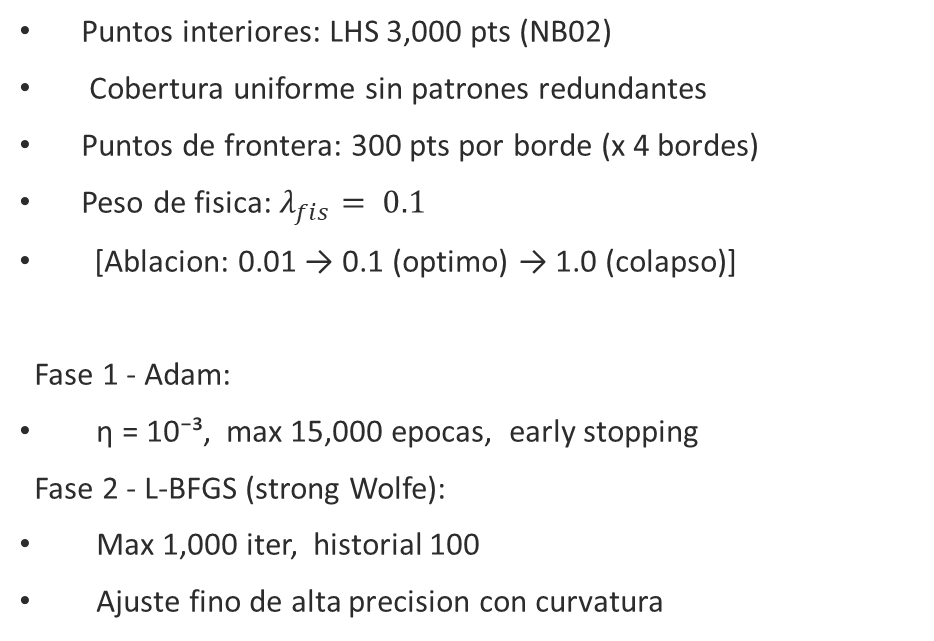 • Puntos interiores: LHS 3,000 pts (NB02)
• Cobertura uniforme sin patrones redundantes
• Puntos de frontera: 300 pts por borde (x 4 bordes)
• Peso de fisica: λ_fis = 0.1
• [Ablacion: 0.01 → 0.1 (optimo) → 1.0 (colapso)]
Fase 1 - Adam:
• η = 10⁻³, max 15,000 epocas, early stopping
Fase 2 - L-BFGS (strong Wolfe):
• Max 1,000 iter, historial 100
• Ajuste fino de alta precision con curvatura